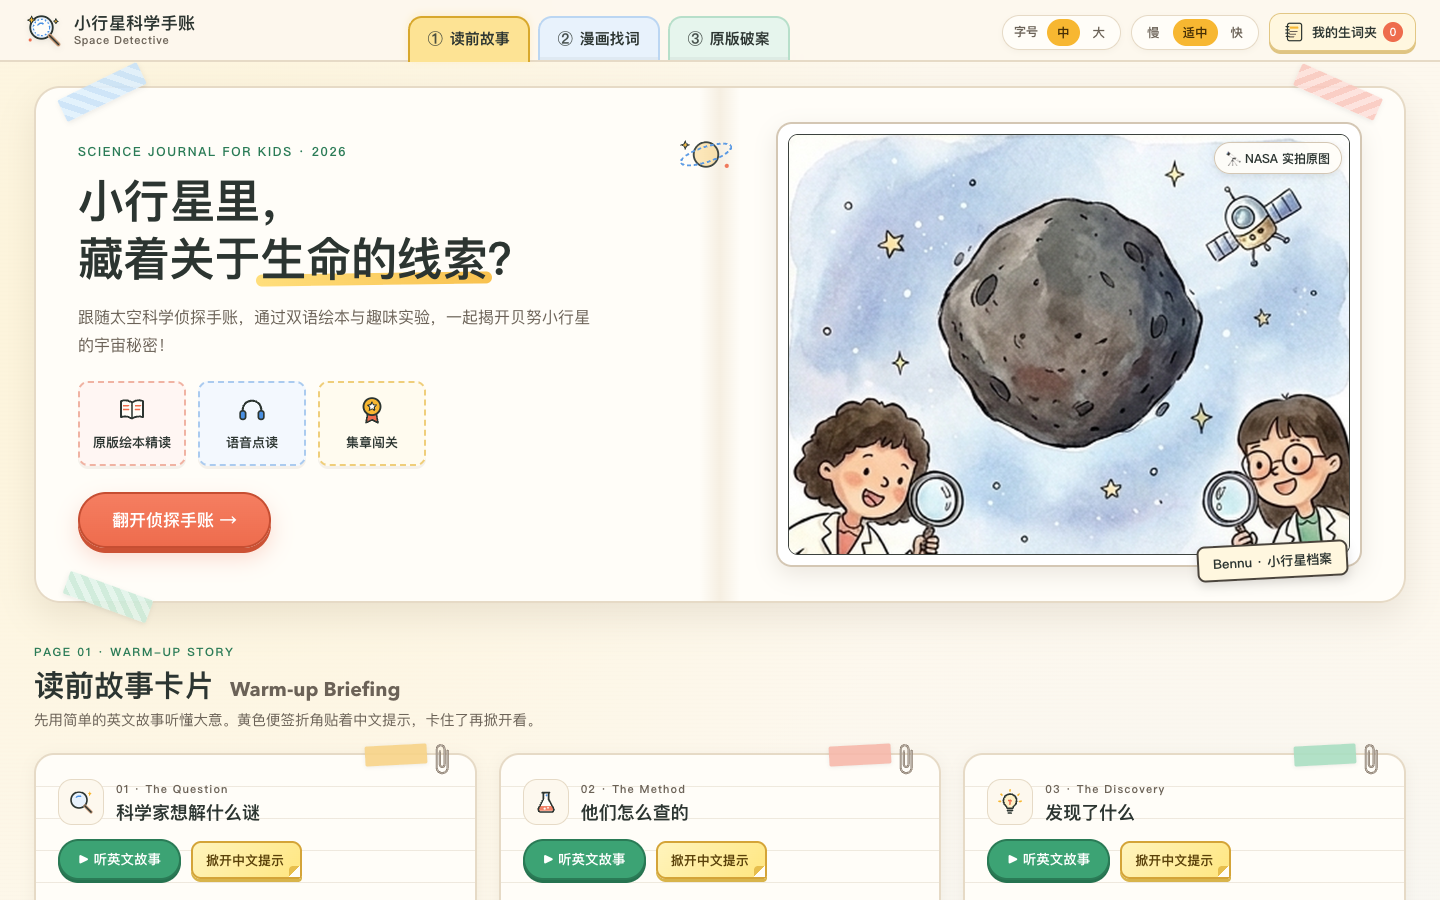 小行星科学手账
Space Detective
① 读前故事
② 漫画找词
③ 原版破案
字号 中 大
慢 适中 快
我的生词夹 0
SCIENCE JOURNAL FOR KIDS · 2026
小行星里，
藏着关于生命的线索？
跟随太空科学侦探手账，通过双语绘本与趣味实验，一起揭开贝努小行星
的宇宙秘密！
原版绘本精读
语音点读
集章闯关
翻开侦探手账 →
NASA 实拍原图
Bennu · 小行星档案
PAGE 01 · WARM-UP STORY
读前故事卡片 Warm-up Briefing
先用简单的英文故事听懂大意。黄色便签折角贴着中文提示，卡住了再掀开看。
01 · The Question
科学家想解什么谜
▶ 听英文故事
掀开中文提示
02 · The Method
他们怎么查的
▶ 听英文故事
掀开中文提示
03 · The Discovery
发现了什么
▶ 听英文故事
掀开中文提示